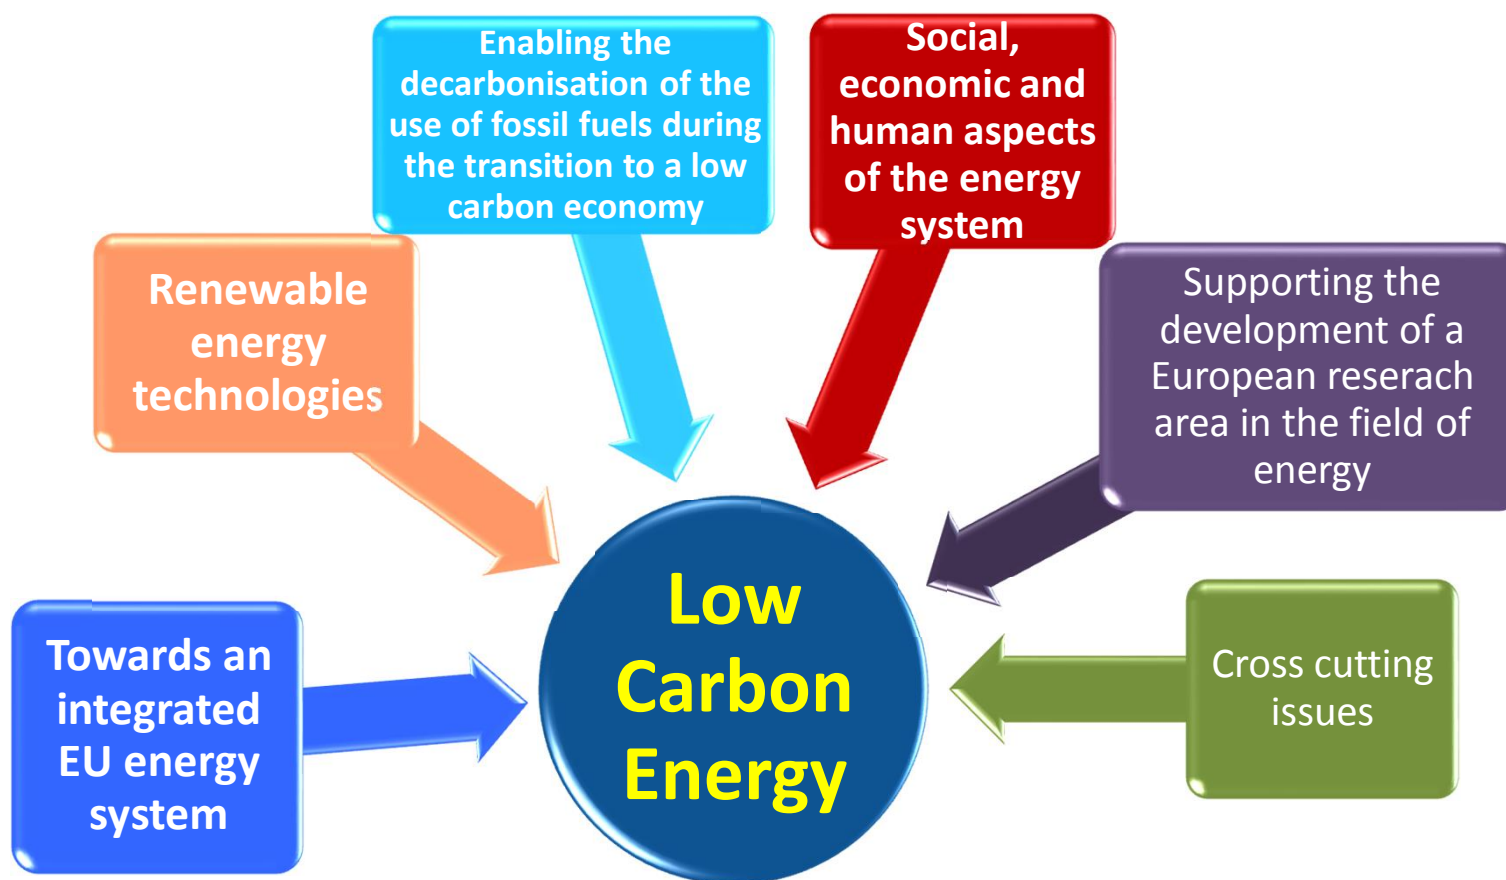 Enabling the
decarbonisation of the
use of fossil fuels during
the transition to a low
carbon economy
Social,
economic and
human aspects
of the energy
system
Renewable
energy
technologies
Supporting the
development of a
European reserach
area in the field of
energy
Towards an
integrated
EU energy
system
Low
Carbon
Energy
Cross cutting
issues